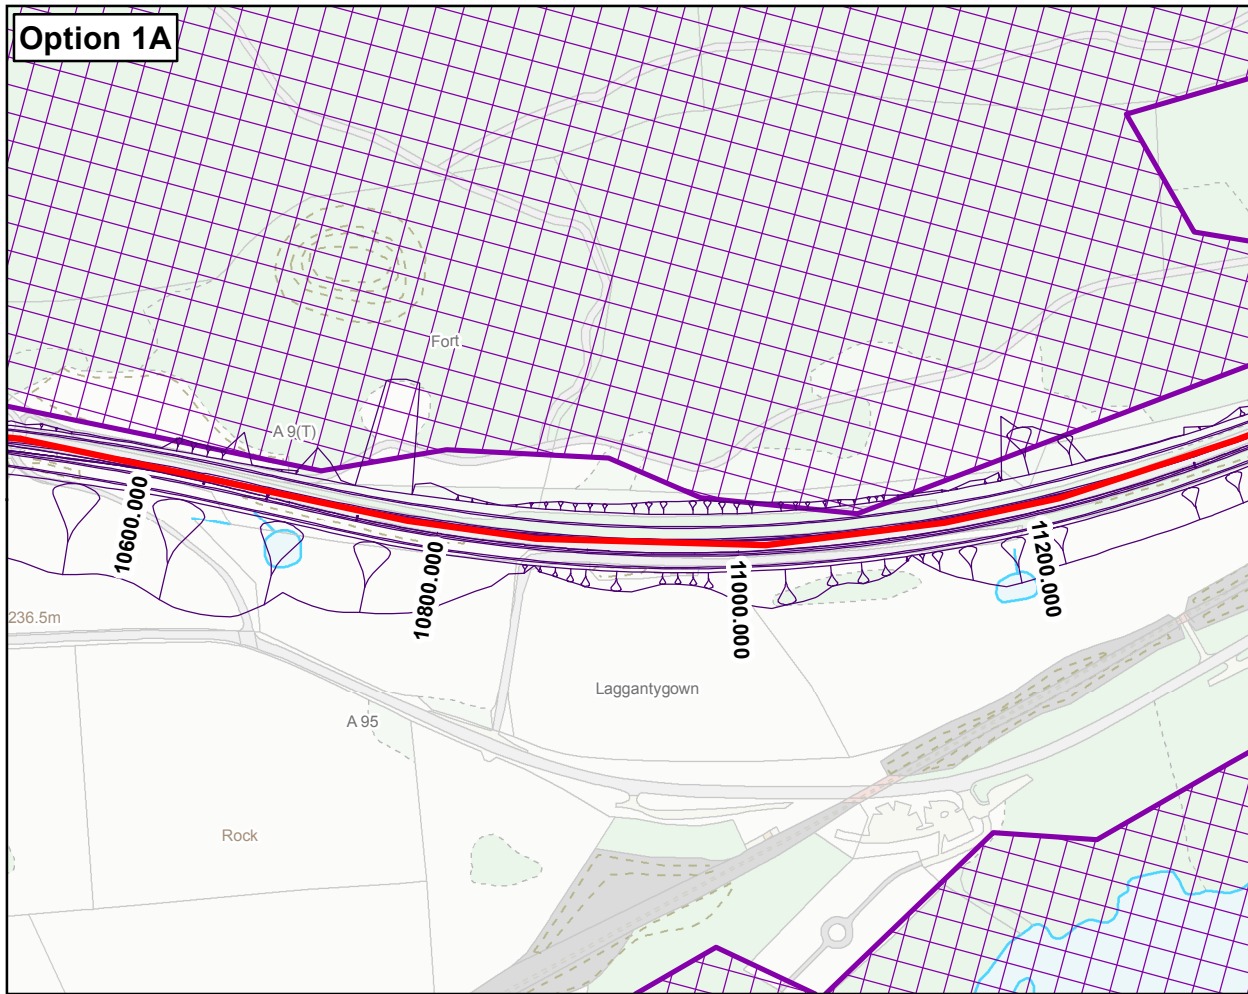 Option 1A
Fort
A 9(T)
10600.000
10800.000
11000.000
11200.000
236.5m
Laggantygown
A 95
Rock